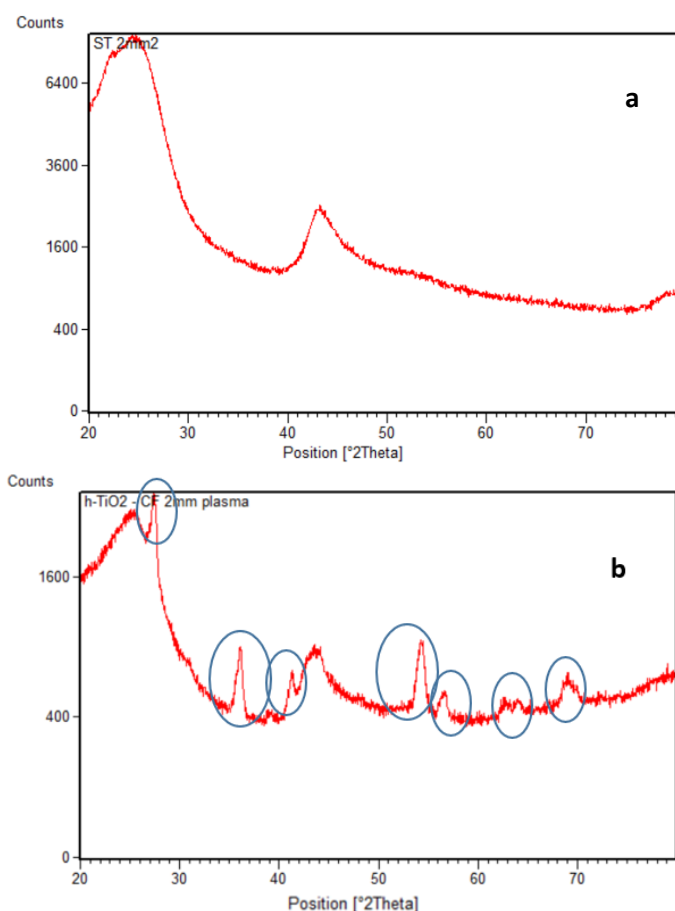 Counts
ST 2mm2
a
6400
3600
1600
400
0
20 30 40 50 60 70
Position [°2Theta]
Counts
h-TiO2 - CF 2mm plasma
b
1600
400
0
20 30 40 50 60 70
Position [°2Theta]